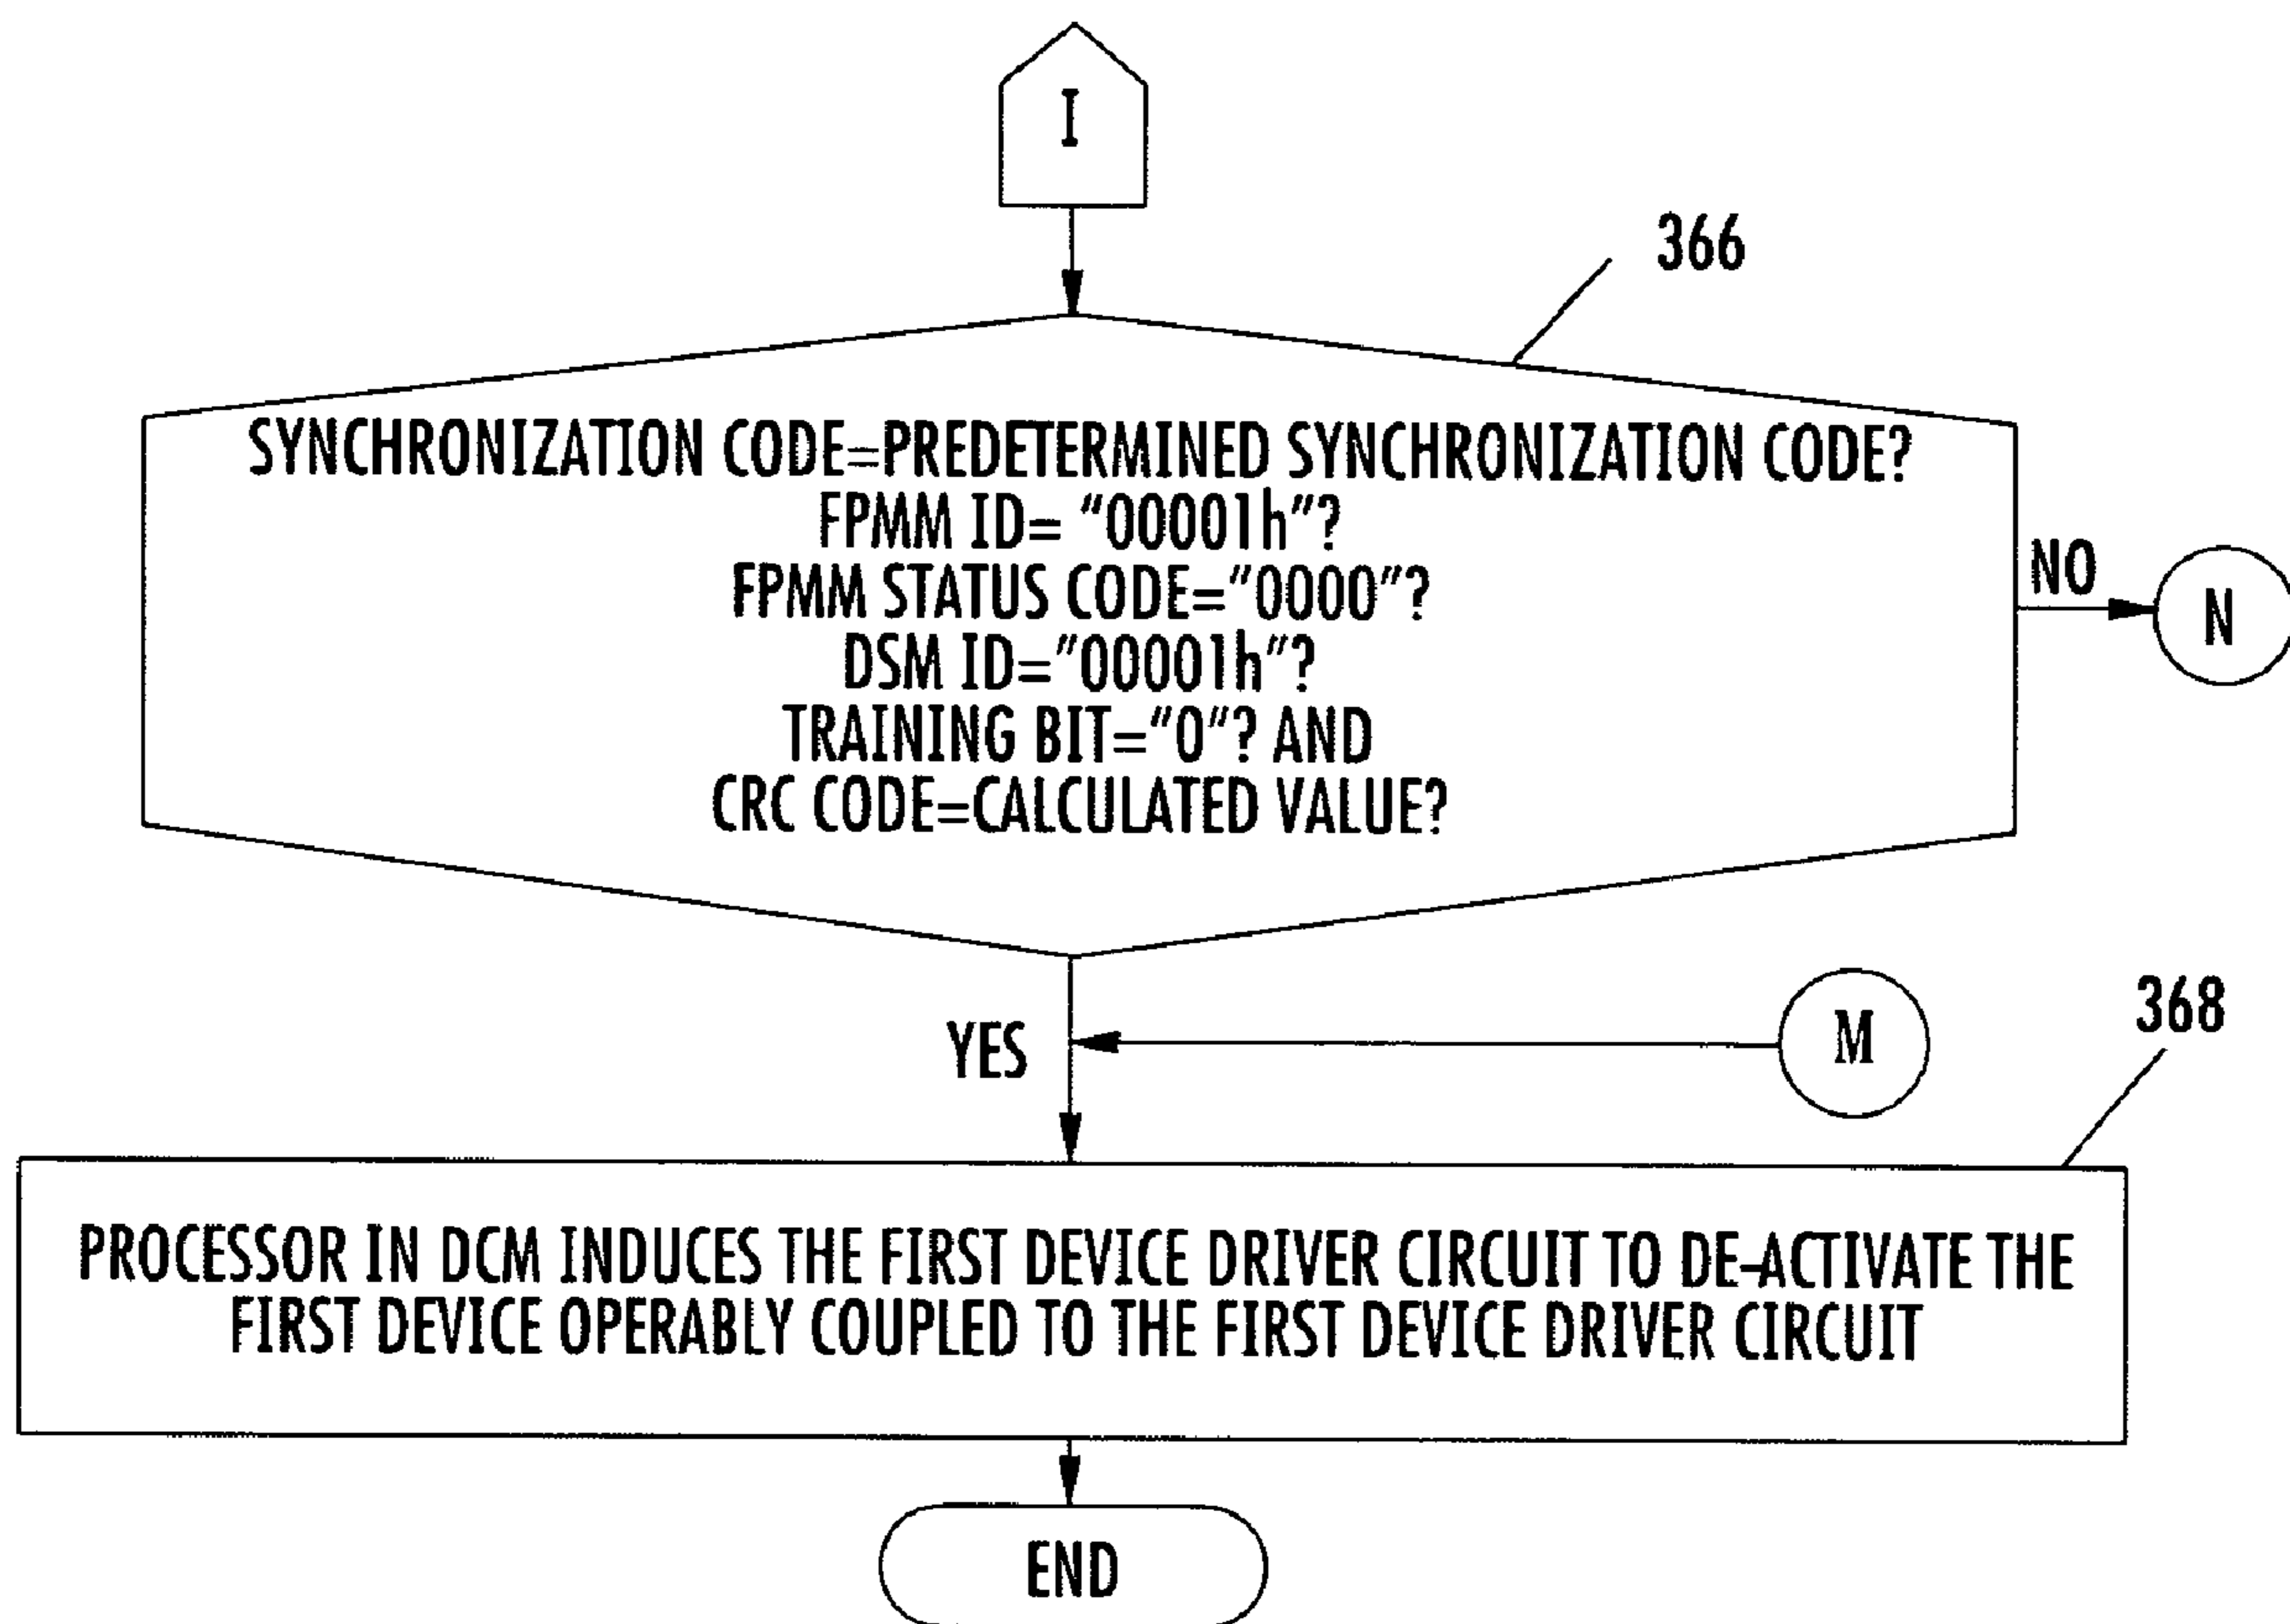 I
366
SYNCHRONIZATION CODE=PREDETERMINED SYNCHRONIZATION CODE?
FPMM ID= "00001h"?
FPMM STATUS CODE="0000"?
DSM ID="00001h"?
TRAINING BIT="0"? AND
CRC CODE=CALCULATED VALUE?
NO
N
YES
M
368
PROCESSOR IN DCM INDUCES THE FIRST DEVICE DRIVER CIRCUIT TO DE-ACTIVATE THE
FIRST DEVICE OPERABLY COUPLED TO THE FIRST DEVICE DRIVER CIRCUIT
END